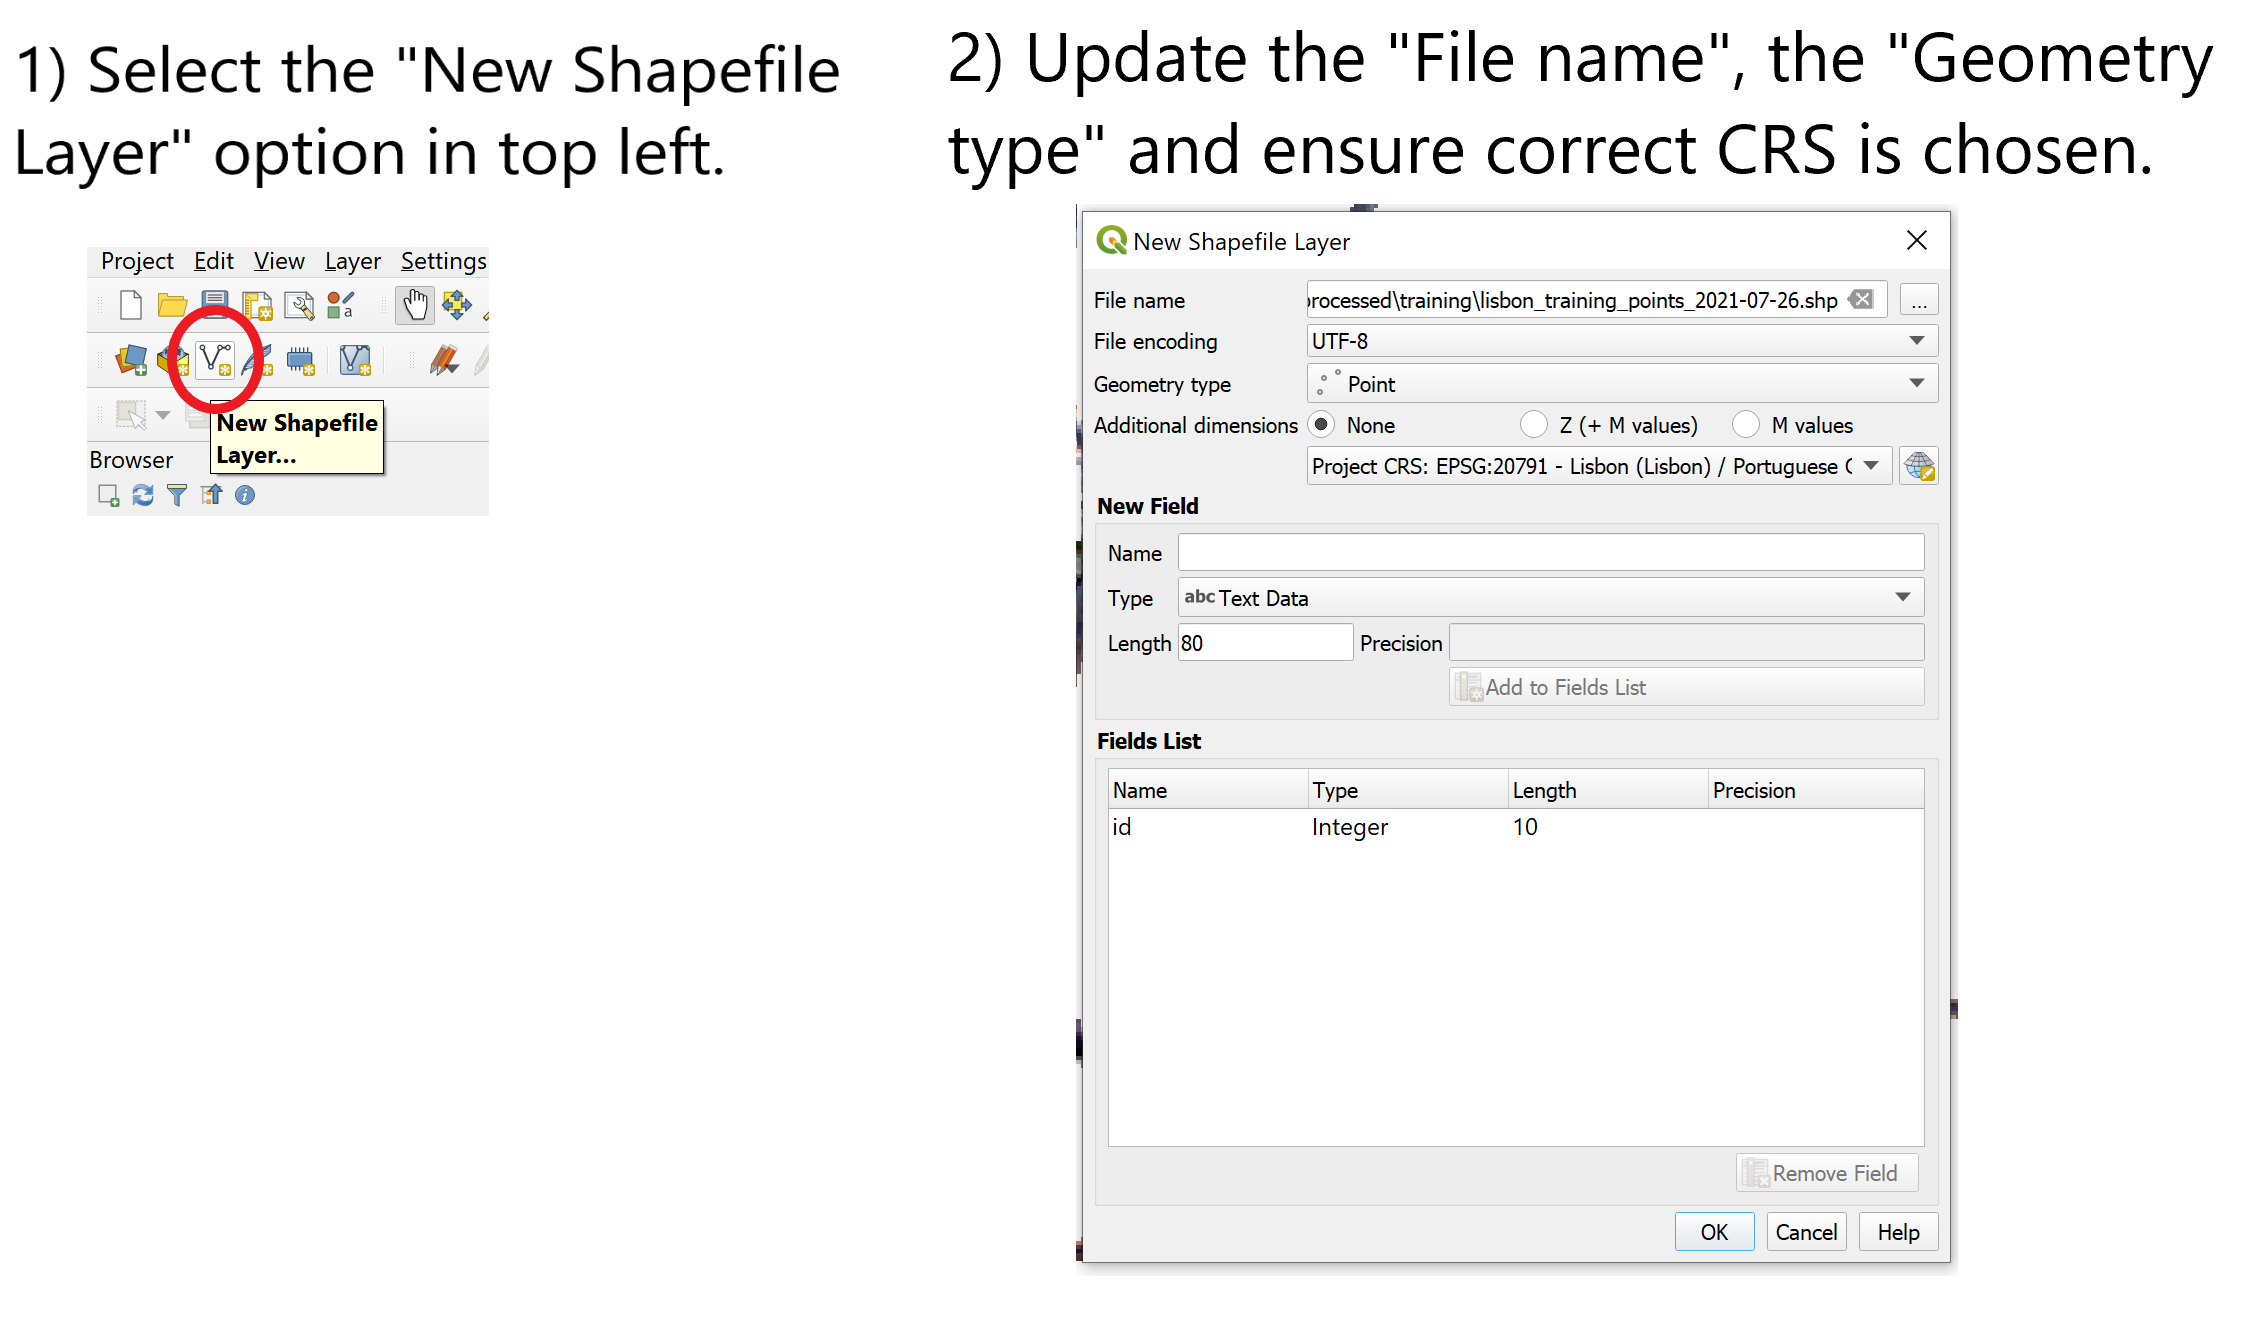 1) Select the "New Shapefile
Layer" option in top left.
2) Update the "File name", the "Geometry
type" and ensure correct CRS is chosen.
Project Edit View Layer Settings
a
New Shapefile
Layer...
Browser
New Shapefile Layer
File name rocessed\training\lisbon_training_points_2021-07-26.shp ...
File encoding UTF-8
Geometry type Point
Additional dimensions None Z (+ M values) M values
Project CRS: EPSG:20791 - Lisbon (Lisbon) / Portuguese
New Field
Name
Type abc Text Data
Length 80 Precision
Add to Fields List
Fields List
Name Type Length Precision
id Integer 10
Remove Field
OK Cancel Help